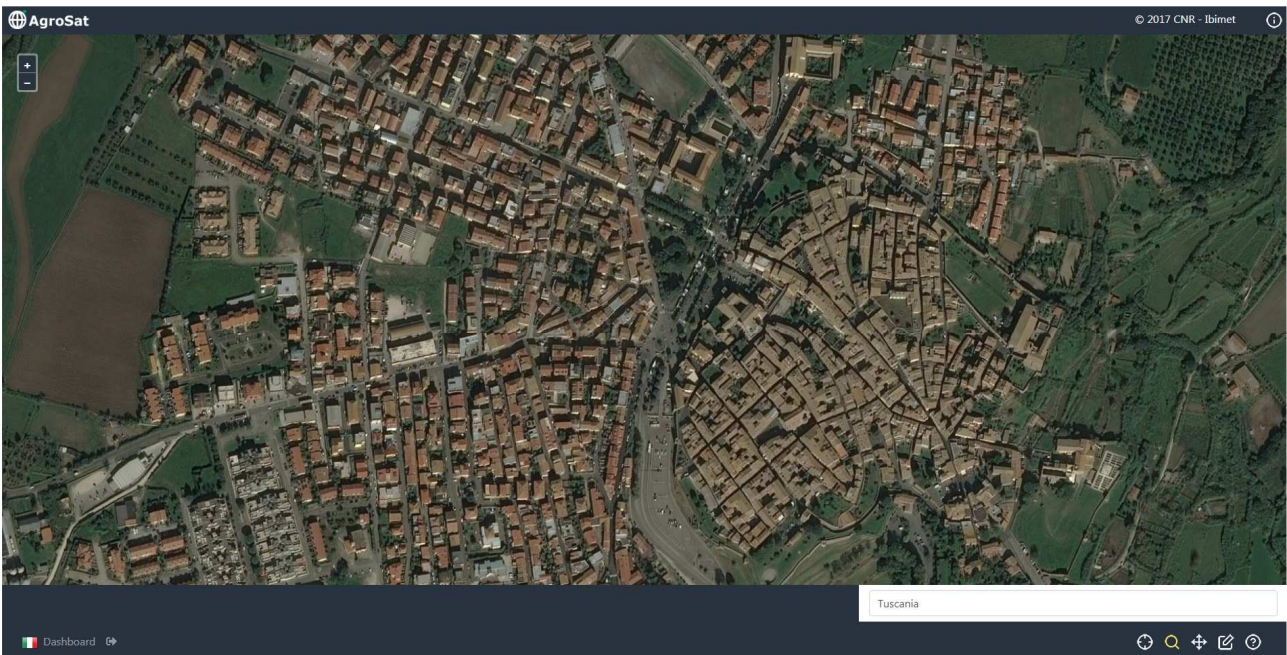 AgroSat
© 2017 CNR - Ibimet
+
−
Tuscania
Dashboard